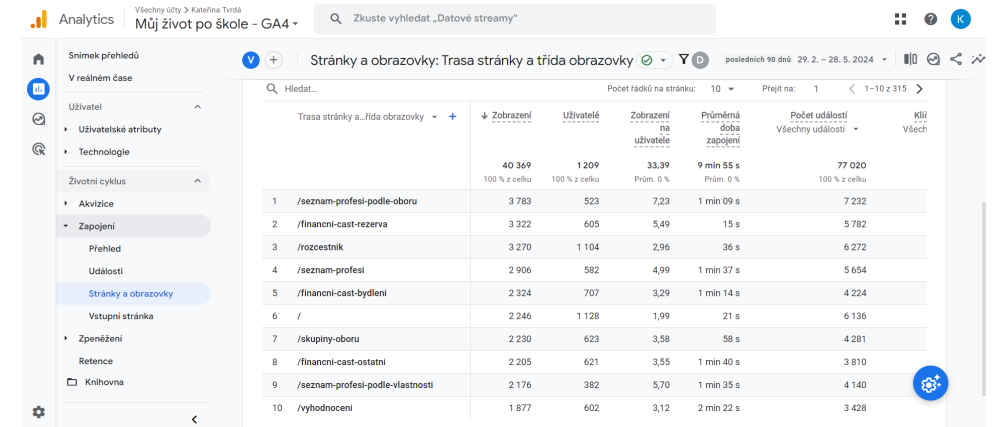 Všechny účty > Kateřina Tvrdá
Analytics
Můj život po škole - GA4
Zkuste vyhledat „Datové streamy"
K
Snímek přehledů
V reálném čase
Uživatel
Uživatelské atributy
Technologie
Životní cyklus
Akvizice
Zapojení
Přehled
Události
Stránky a obrazovky
Vstupní stránka
Zpeněžení
Retence
Knihovna
V
Stránky a obrazovky: Trasa stránky a třída obrazovky
D
posledních 90 dnů 29. 2. – 28. 5. 2024
Hledat…
Počet řádků na stránku: 10
Přejít na: 1
1–10 z 315
Trasa stránky a…řída obrazovky
Zobrazení
Uživatelé
Zobrazení na uživatele
Průměrná doba zapojení
Počet událostí
Všechny události
Klíč
Všech
40 369 1 209 33,39 9 min 55 s 77 020
100 % z celku 100 % z celku Prům. 0 % Prům. 0 % 100 % z celku
1 /seznam-profesi-podle-oboru 3 783 523 7,23 1 min 09 s 7 232
2 /financni-cast-rezerva 3 322 605 5,49 15 s 5 782
3 /rozcestnik 3 270 1 104 2,96 36 s 6 272
4 /seznam-profesi 2 906 582 4,99 1 min 37 s 5 654
5 /financni-cast-bydleni 2 324 707 3,29 1 min 14 s 4 224
6 / 2 246 1 128 1,99 21 s 6 136
7 /skupiny-oboru 2 230 623 3,58 58 s 4 281
8 /financni-cast-ostatni 2 205 621 3,55 1 min 40 s 3 810
9 /seznam-profesi-podle-vlastnosti 2 176 382 5,70 1 min 35 s 4 140
10 /vyhodnoceni 1 877 602 3,12 2 min 22 s 3 428